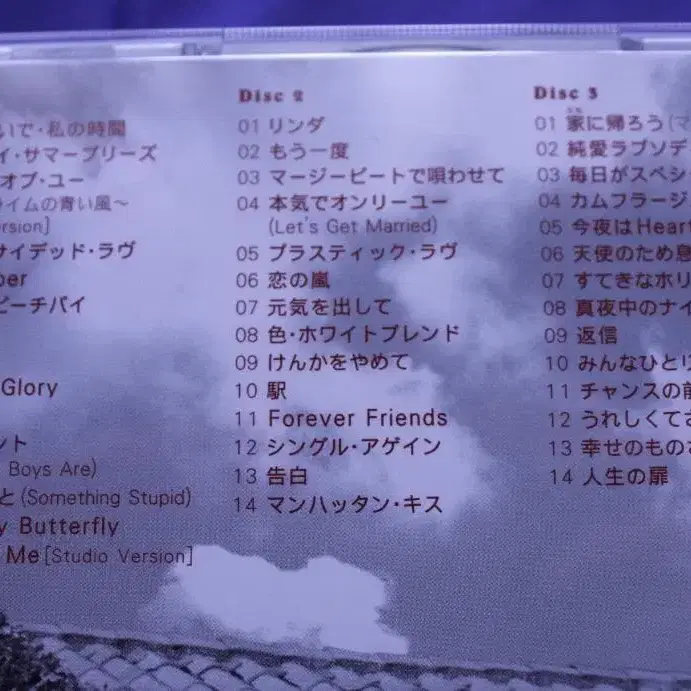 いで・私の時間
イ・サマーブリーズ
オブ・ユー
ライムの青い風〜
ersion]
サイデッド・ラヴ
ber
ピーチパイ
Glory
ント
Boys Are)
と(Something Stupid)
y Butterfly
Me[Studio Version]
Disc 2
01 リンダ
02 もう一度
03 マージービートで唄わせて
04 本気でオンリーユー
(Let's Get Married)
05 プラスティック・ラヴ
06 恋の嵐
07 元気を出して
08 色・ホワイトブレンド
09 けんかをやめて
10 駅
11 Forever Friends
12 シングル・アゲイン
13 告白
14 マンハッタン・キス
Disc 3
01 家に帰ろう(マ
02 純愛ラプソデ
03 毎日がスペシ
04 カムフラージ
05 今夜はHeart
06 天使のため息
07 すてきなホリ
08 真夜中のナイ
09 返信
10 みんなひとり
11 チャンスの前
12 うれしくてさ
13 幸せのものさ
14 人生の扉